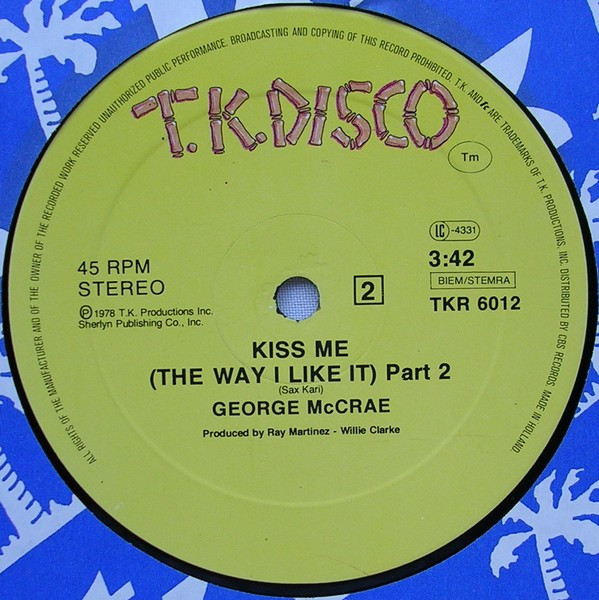 ALL RIGHTS OF THE MANUFACTURER AND OF THE OWNER OF THE RECORDED WORK RESERVED UNAUTHORIZED PUBLIC PERFORMANCE. BROADCASTING AND COPYING OF THIS RECORD PROHIBITED. T.K. AND tc ARE TRADEMARKS OF T.K. PRODUCTIONS, INC. DISTRIBUTED BY CBS RECORDS. MADE IN HOLLAND.
T.K. DISCO
Tm
LC -4331
45 RPM
3:42
STEREO
BIEM/STEMRA
2
TKR 6012
Ⓟ 1978 T.K. Productions Inc.
Sherlyn Publishing Co., Inc.
KISS ME
(THE WAY I LIKE IT) Part 2
(Sax Kari)
GEORGE McCRAE
Produced by Ray Martinez - Willie Clarke